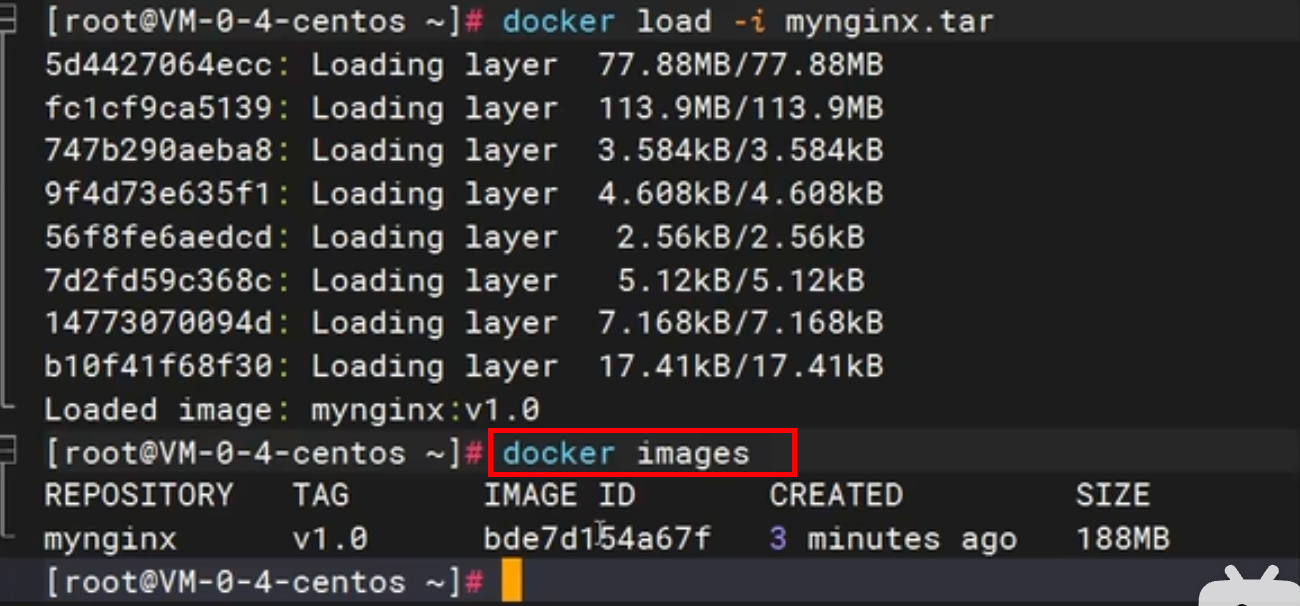 [root@VM-0-4-centos ~]# docker load -i mynginx.tar
5d4427064ecc: Loading layer  77.88MB/77.88MB
fc1cf9ca5139: Loading layer  113.9MB/113.9MB
747b290aeba8: Loading layer  3.584kB/3.584kB
9f4d73e635f1: Loading layer  4.608kB/4.608kB
56f8fe6aedcd: Loading layer   2.56kB/2.56kB
7d2fd59c368c: Loading layer   5.12kB/5.12kB
14773070094d: Loading layer  7.168kB/7.168kB
b10f41f68f30: Loading layer  17.41kB/17.41kB
Loaded image: mynginx:v1.0
[root@VM-0-4-centos ~]# docker images
REPOSITORY   TAG       IMAGE ID       CREATED         SIZE
mynginx      v1.0      bde7d154a67f   3 minutes ago   188MB
[root@VM-0-4-centos ~]#